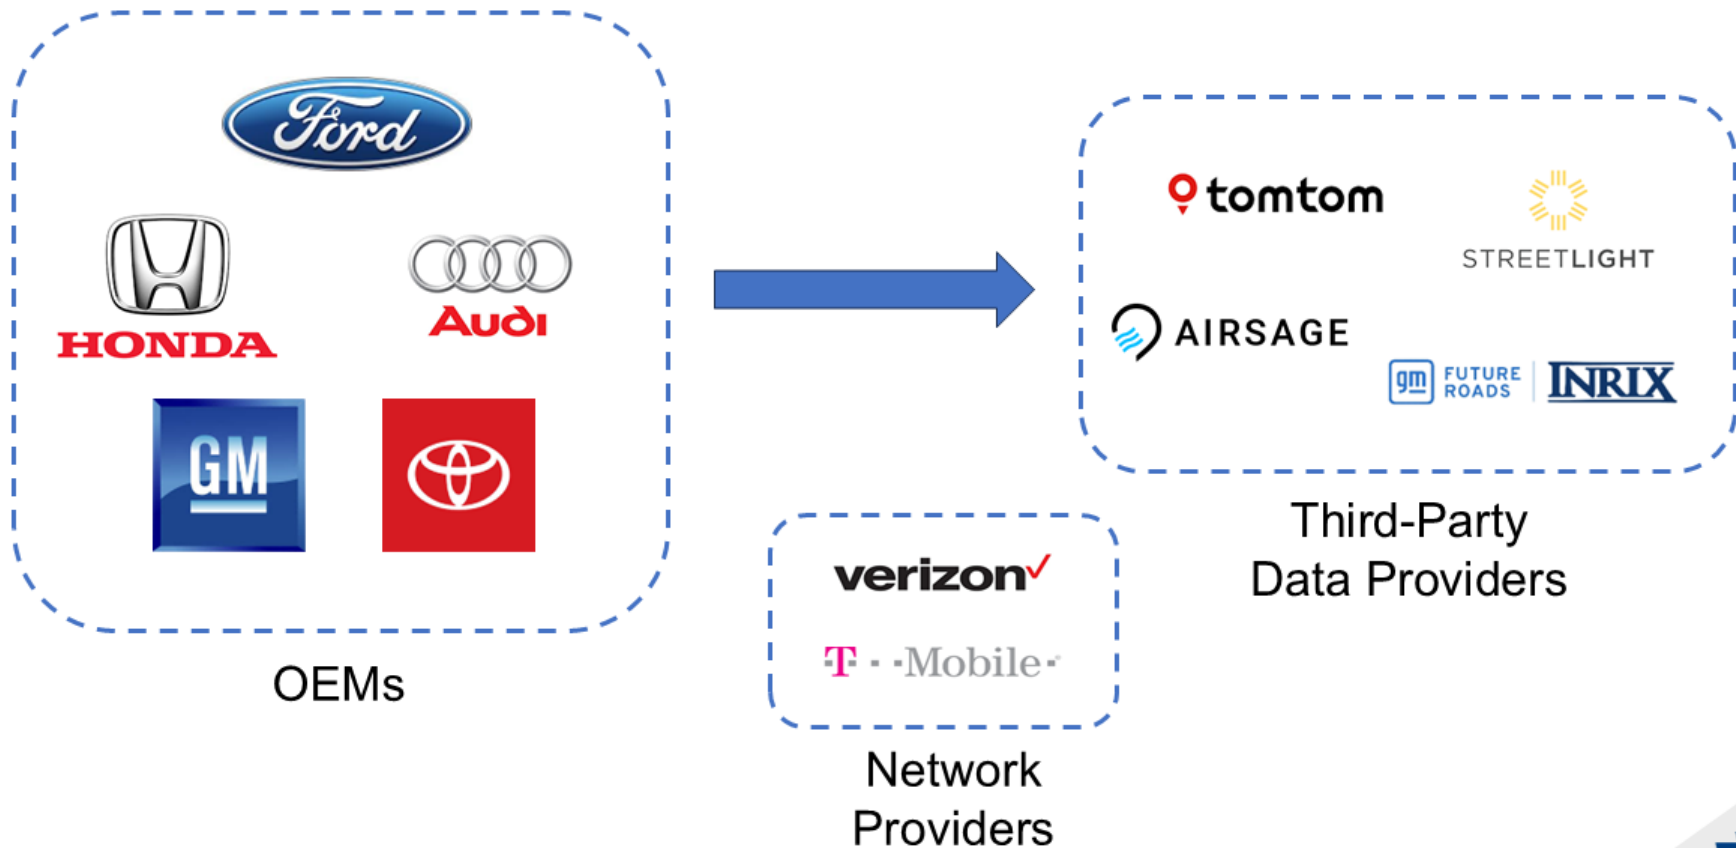 Ford
HONDA
Audi
GM
OEMs
verizon
T··Mobile·
Network
Providers
tomtom
STREETLIGHT
AIRSAGE
gm FUTURE ROADS
INRIX
Third-Party
Data Providers